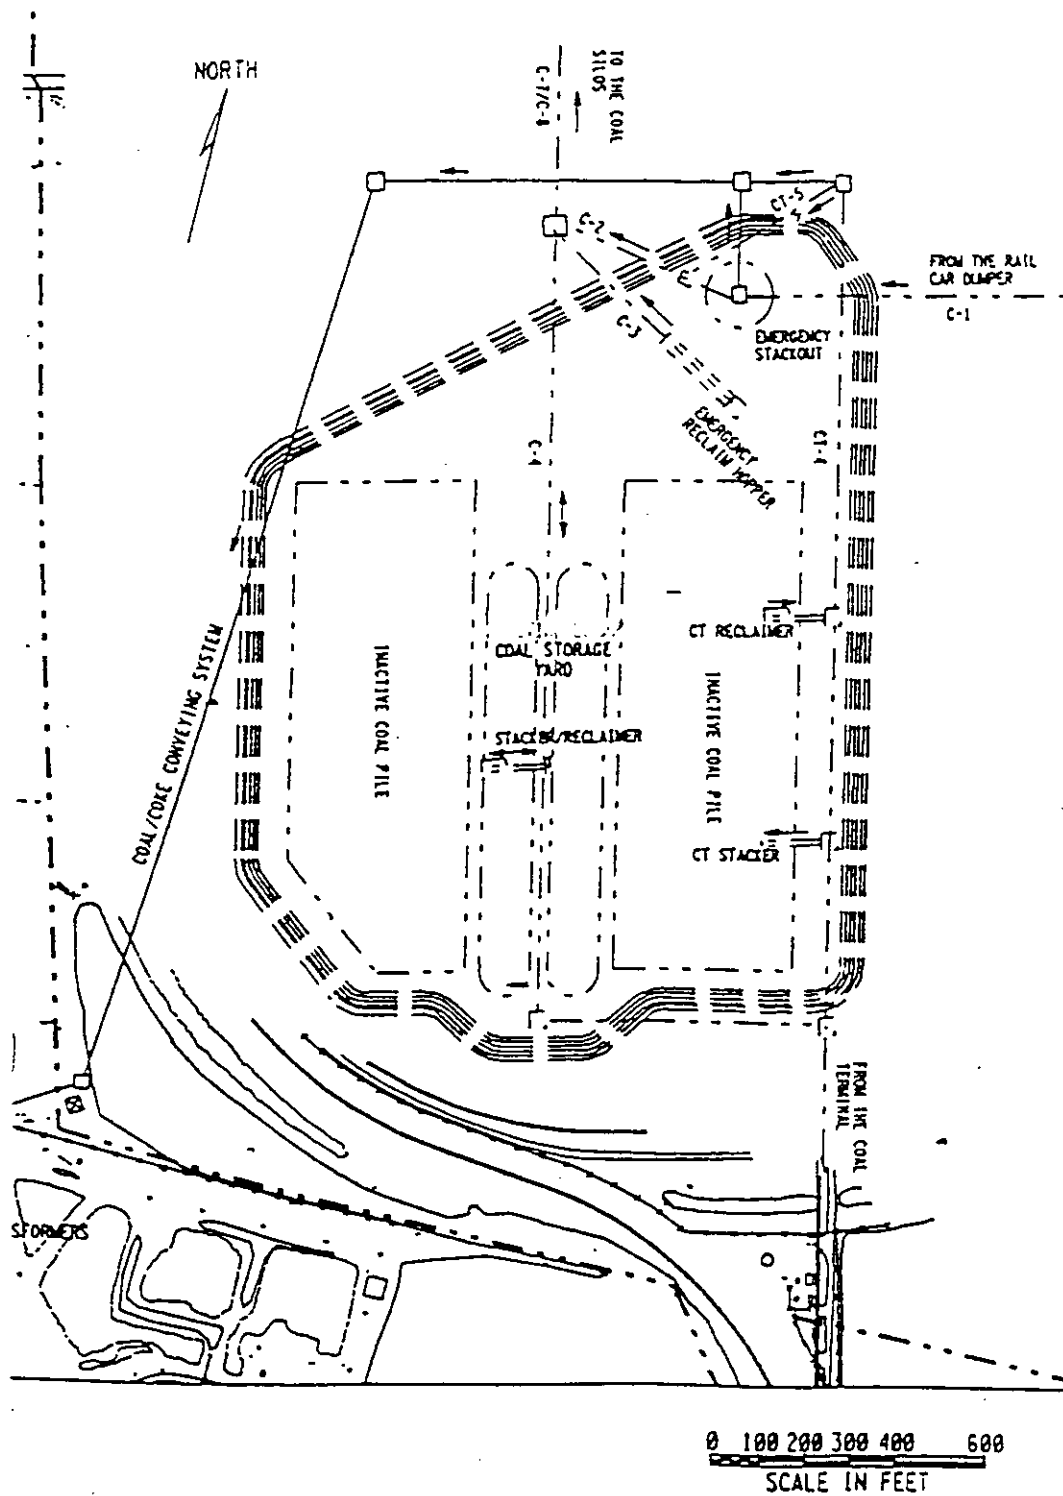 NORTH
TO THE COAL
SILOS
C-7/C-8
CT-5
C-2
FROM THE RAIL
CAR DUMPER
C-1
C-3
EMERGENCY
STACKOUT
EMERGENCY
RECLAIM HOPPER
C-4
CT-4
CT RECLAIMER
COAL STORAGE
YARD
INACTIVE COAL PILE
INACTIVE COAL PILE
COAL/COKE CONVEYING SYSTEM
STACKER/RECLAIMER
CT STACKER
FROM THE COAL
TERMINAL
SFORMERS
0 100 200 300 400 600
SCALE IN FEET